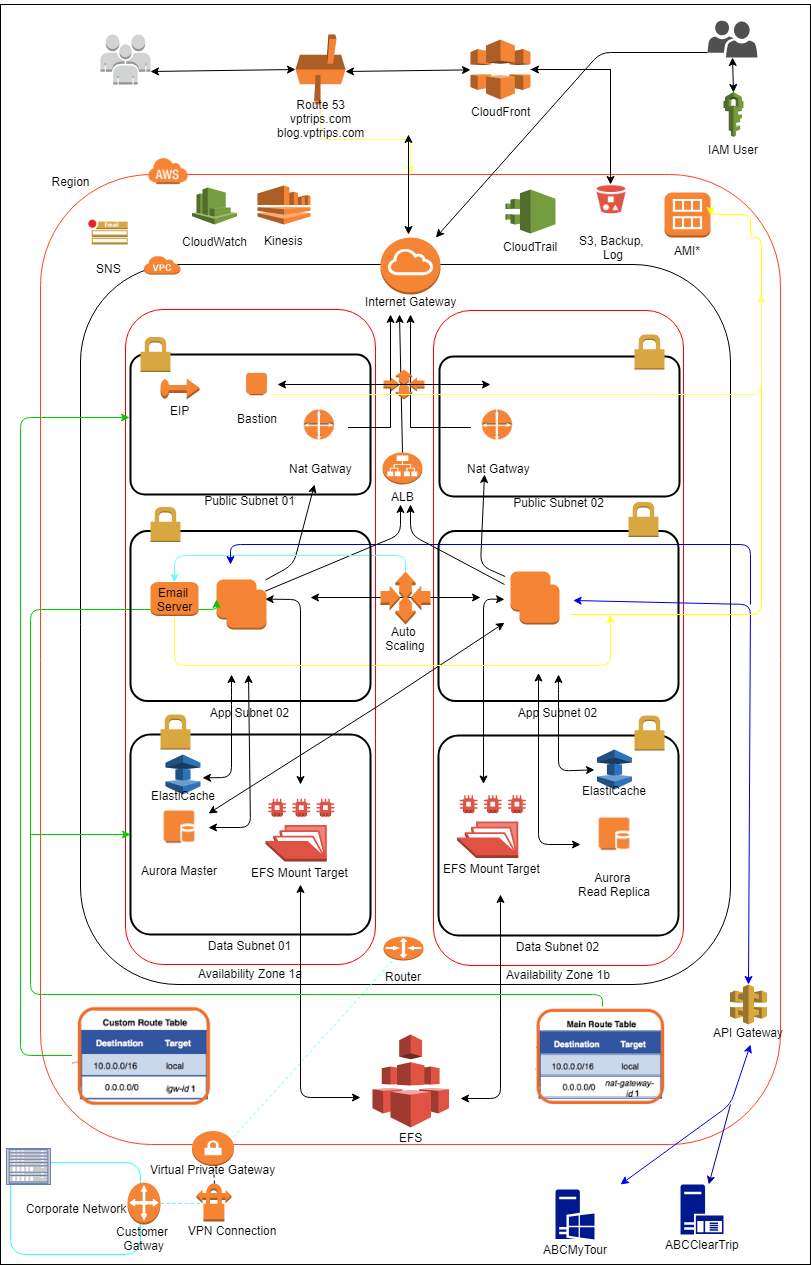 Route 53
vptrips.com
blog.vptrips.com
CloudFront
IAM User
Region
AWS
CloudWatch
Kinesis
CloudTrail
S3, Backup,
Log
AMI*
Email
SNS
VPC
Internet Gateway
EIP
Bastion
Nat Gatway
Nat Gatway
ALB
Public Subnet 01
Public Subnet 02
Email
Server
Auto
Scaling
App Subnet 02
App Subnet 02
ElastiCache
ElastiCache
Aurora Master
EFS Mount Target
EFS Mount Target
Aurora
Read Replica
Data Subnet 01
Data Subnet 02
Availability Zone 1a
Router
Availability Zone 1b
Custom Route Table
Destination Target
10.0.0.0/16 local
0.0.0.0/0 igw-id 1
Main Route Table
Destination Target
10.0.0.0/16 local
0.0.0.0/0 nat-gateway-
id 1
API Gateway
EFS
Virtual Private Gateway
Corporate Network
Customer
Gatway
VPN Connection
ABCMyTour
ABCClearTrip